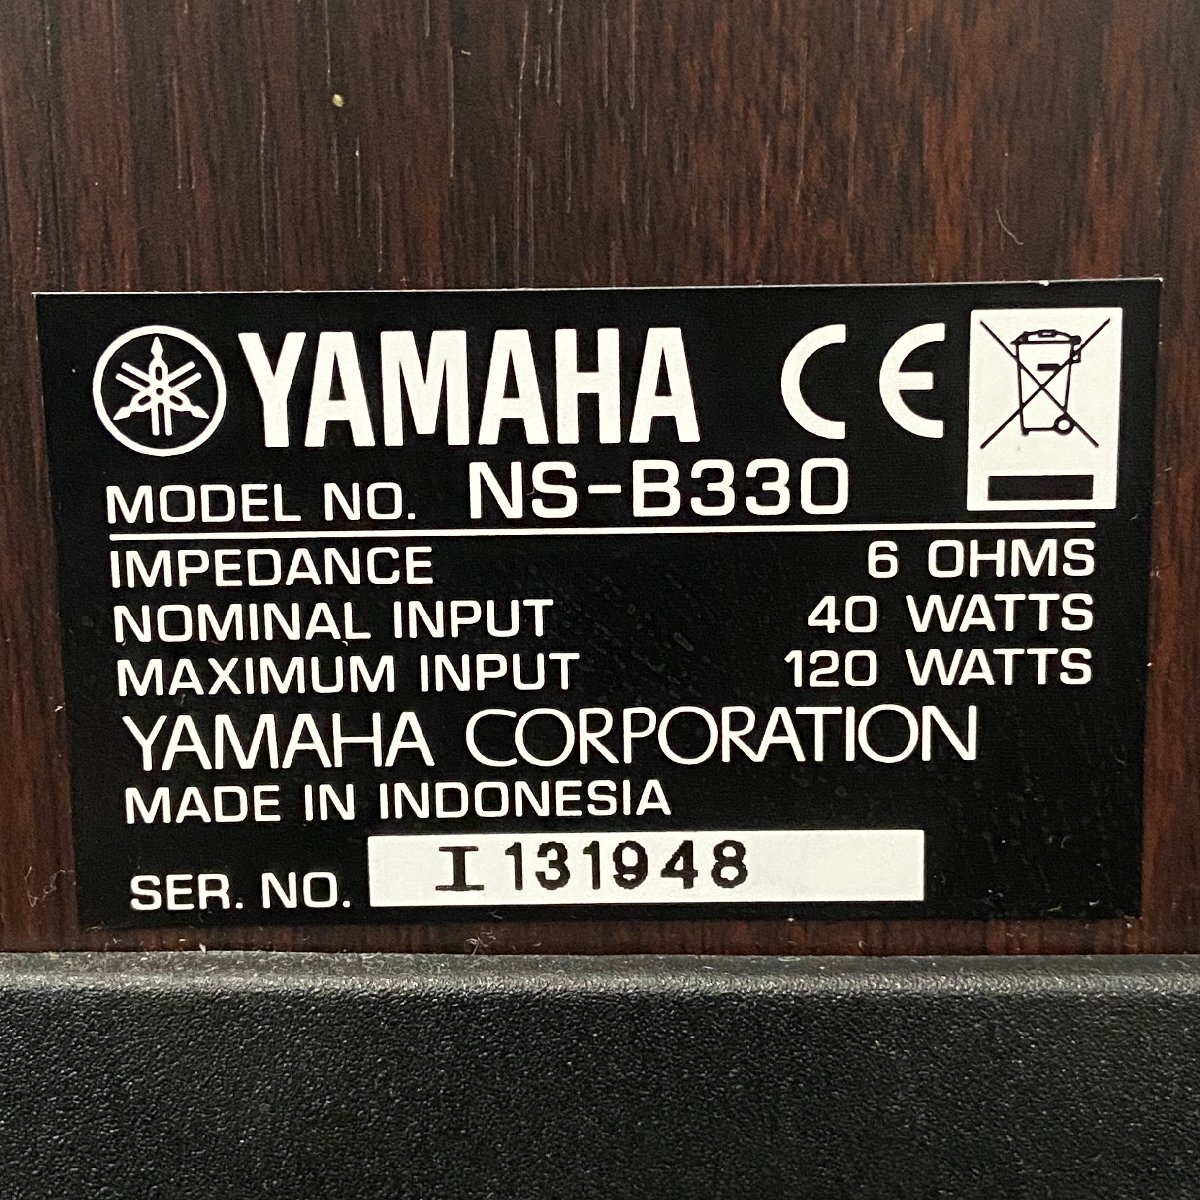 YAMAHA CE
MODEL NO. NS-B330
IMPEDANCE 6 OHMS
NOMINAL INPUT 40 WATTS
MAXIMUM INPUT 120 WATTS
YAMAHA CORPORATION
MADE IN INDONESIA
SER. NO. I 131948